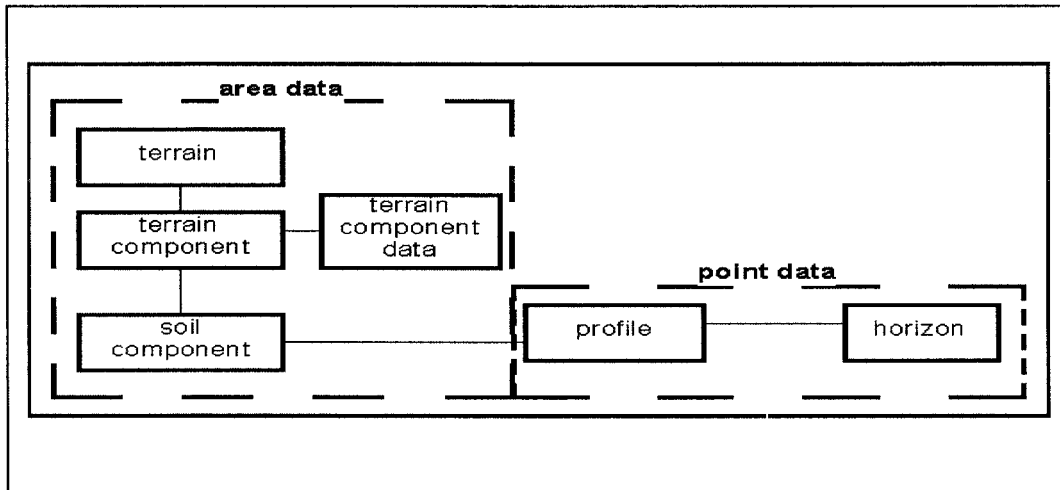 area data
terrain
terrain
component
terrain
component
data
soil
component
point data
profile
horizon